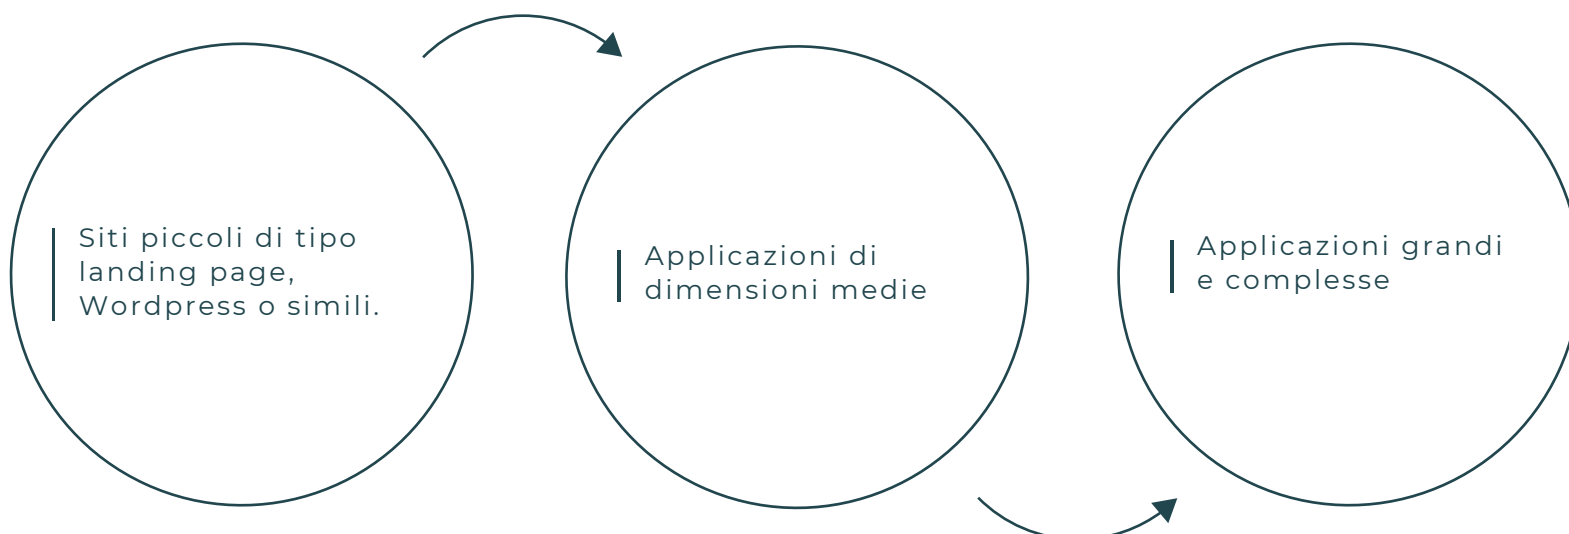 Siti piccoli di tipo
landing page,
Wordpress o simili.
Applicazioni di
dimensioni medie
Applicazioni grandi
e complesse